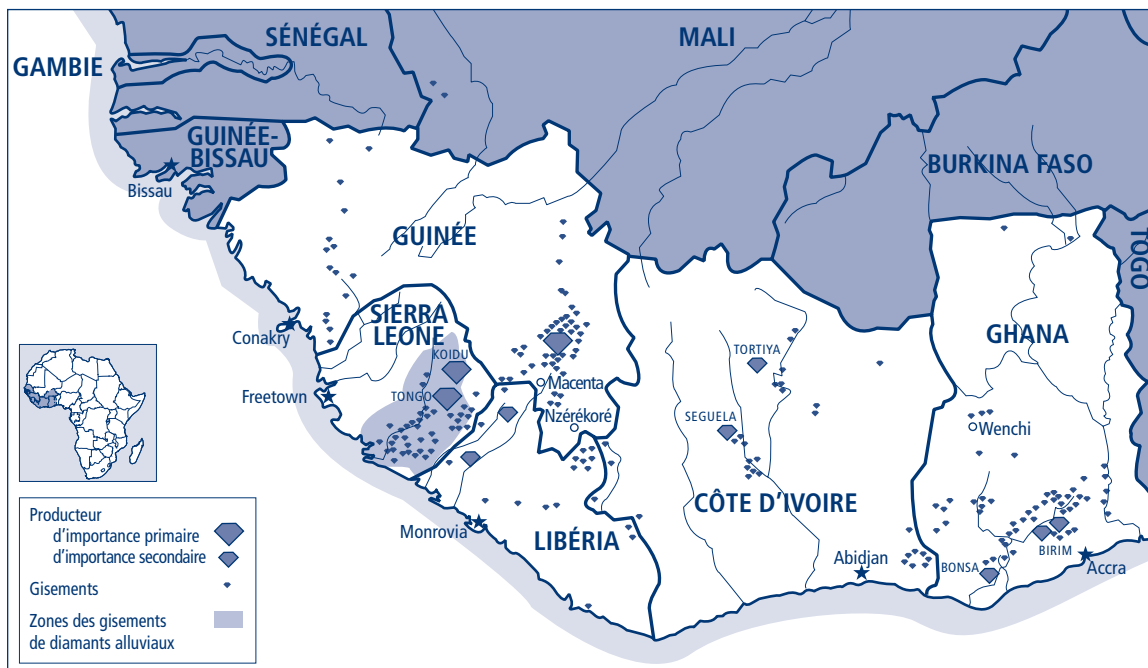 SÉNÉGAL
MALI
GAMBIE
GUINÉE-
BISSAU
Bissau
BURKINA FASO
TOGO
GUINÉE
SIERRA
LEONE
Conakry
GHANA
KOIDU
TORTIYA
TONGO
Macenta
Freetown
Nzérékoré
SEGUELA
Wenchi
CÔTE D'IVOIRE
Monrovia
LIBÉRIA
Abidjan
BIRIM
BONSA
Accra
Producteur
d'importance primaire
d'importance secondaire
Gisements
Zones des gisements
de diamants alluviaux